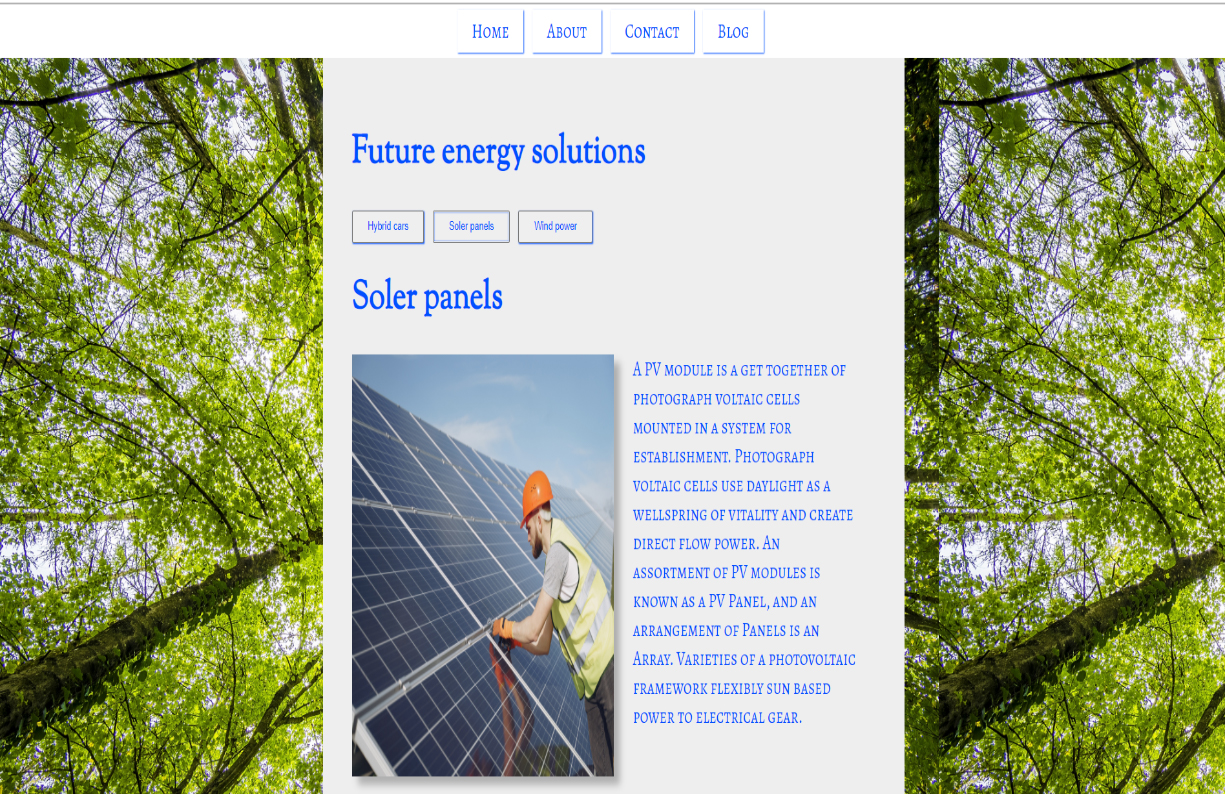 Home About Contact Blog
Future energy solutions
Hybrid cars Soler panels Wind power
Soler panels
A PV module is a get together of
photograph voltaic cells
mounted in a system for
establishment. Photograph
voltaic cells use daylight as a
wellspring of vitality and create
direct flow power. An
assortment of PV modules is
known as a PV Panel, and an
arrangement of Panels is an
Array. Varieties of a photovoltaic
framework flexibly sun based
power to electrical gear.